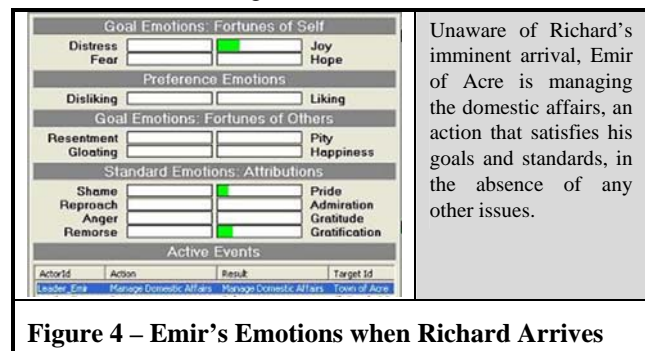 Goal Emotions: Fortunes of Self
Distress Joy
Fear Hope
Preference Emotions
Disliking Liking
Goal Emotions: Fortunes of Others
Resentment Pity
Gloating Happiness
Standard Emotions: Attributions
Shame Pride
Reproach Admiration
Anger Gratitude
Remorse Gratification
Active Events
ActorId Action Result Target Id
Leader_Emir Manage Domestic Affairs Manage Domestic Affairs Town of Acre
Unaware of Richard's
imminent arrival, Emir
of Acre is managing
the domestic affairs, an
action that satisfies his
goals and standards, in
the absence of any
other issues.
Figure 4 – Emir's Emotions when Richard Arrives